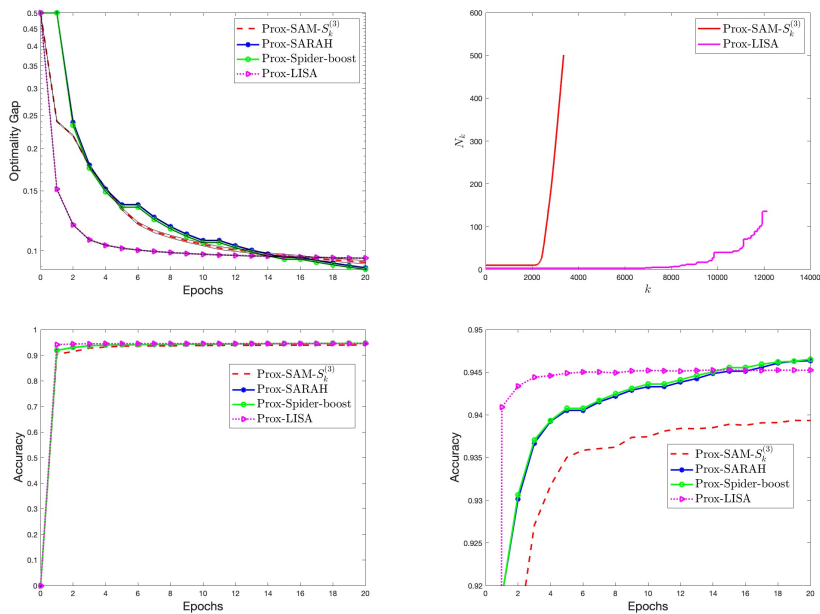 0.5
0.45
0.4
0.35
0.3
0.25
0.2
0.15
0.1
Optimality Gap
0 2 4 6 8 10 12 14 16 18 20
Epochs
Prox-SAM-$S_k^{(3)}$
Prox-SARAH
Prox-Spider-boost
Prox-LISA
600
500
400
300
200
100
0
$N_k$
0 2000 4000 6000 8000 10000 12000 14000
$k$
Prox-SAM-$S_k^{(3)}$
Prox-LISA
1
0.9
0.8
0.7
0.6
0.5
0.4
0.3
0.2
0.1
0
Accuracy
0 2 4 6 8 10 12 14 16 18 20
Epochs
Prox-SAM-$S_k^{(3)}$
Prox-SARAH
Prox-Spider-boost
Prox-LISA
0.95
0.945
0.94
0.935
0.93
0.925
0.92
Accuracy
0 2 4 6 8 10 12 14 16 18 20
Epochs
Prox-SAM-$S_k^{(3)}$
Prox-SARAH
Prox-Spider-boost
Prox-LISA